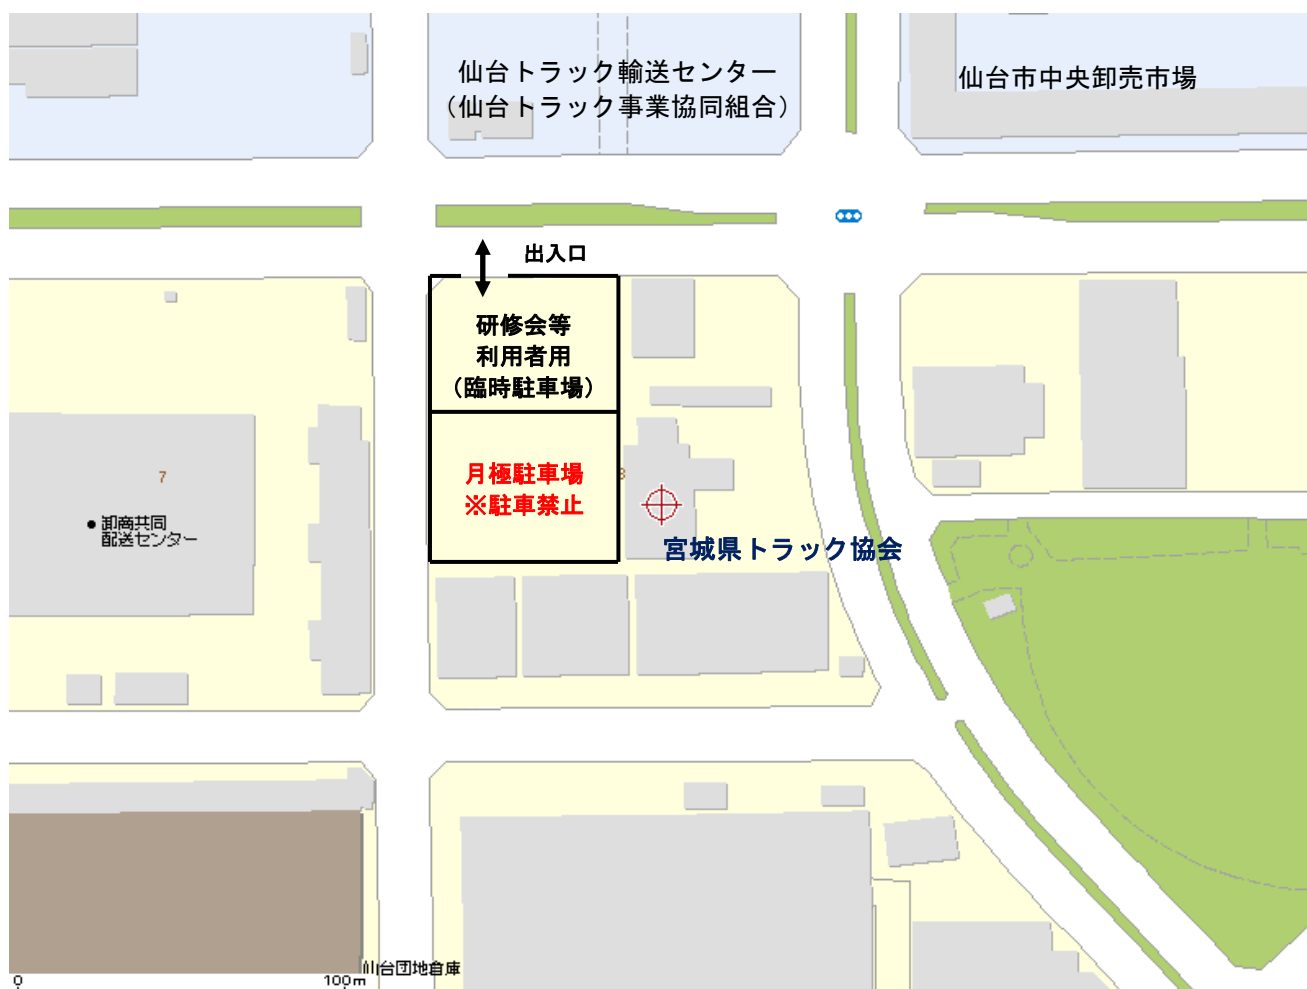 仙台トラック輸送センター
（仙台トラック事業協同組合）
仙台市中央卸売市場
出入口
研修会等
利用者用
（臨時駐車場）
月極駐車場
※駐車禁止
7
卸商共同
配送センター
宮城県トラック協会
仙台団地倉庫
0
100m